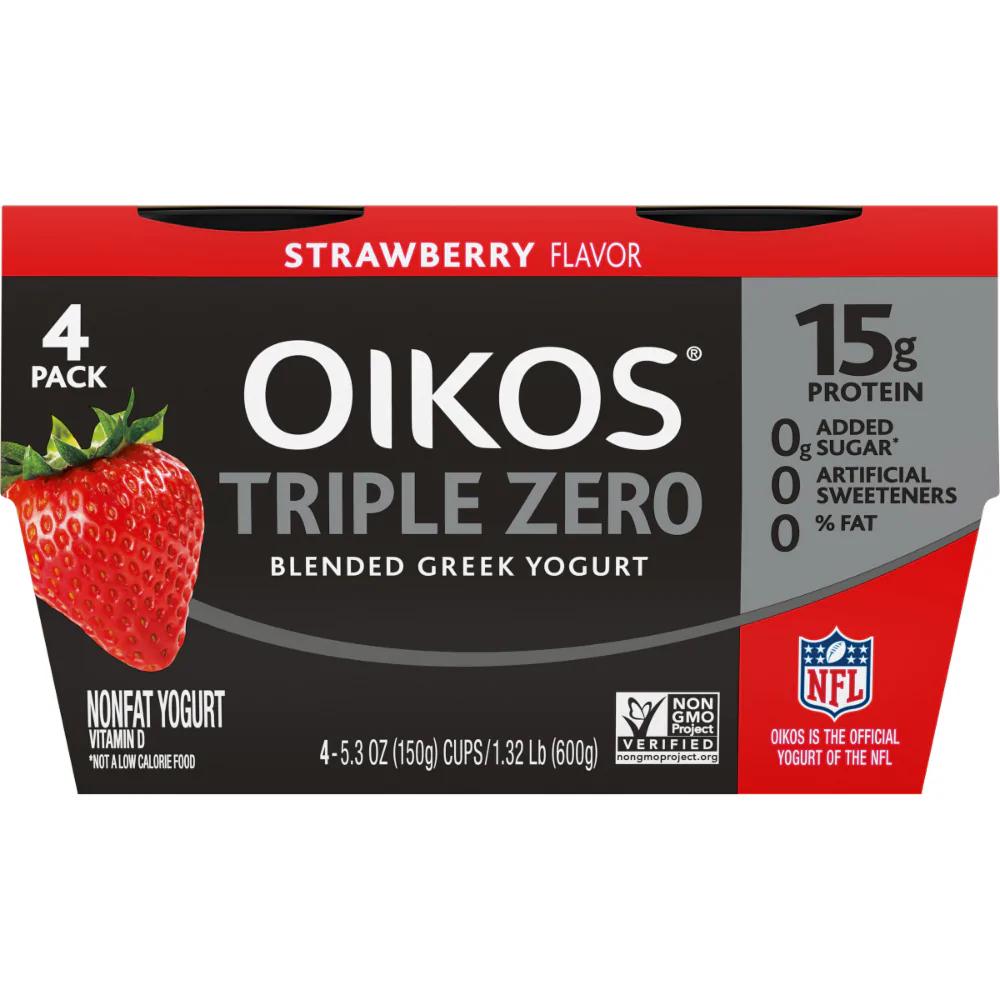 STRAWBERRY FLAVOR
4
PACK
OIKOS®
TRIPLE ZERO
BLENDED GREEK YOGURT
15g
PROTEIN
0g ADDED
SUGAR*
0 ARTIFICIAL
SWEETENERS
0 % FAT
NONFAT YOGURT
VITAMIN D
*NOT A LOW CALORIE FOOD
4-5.3 OZ (150g) CUPS/1.32 Lb (600g)
NON
GMO
Project
VERIFIED
nongmoproject.org
NFL
OIKOS IS THE OFFICIAL
YOGURT OF THE NFL